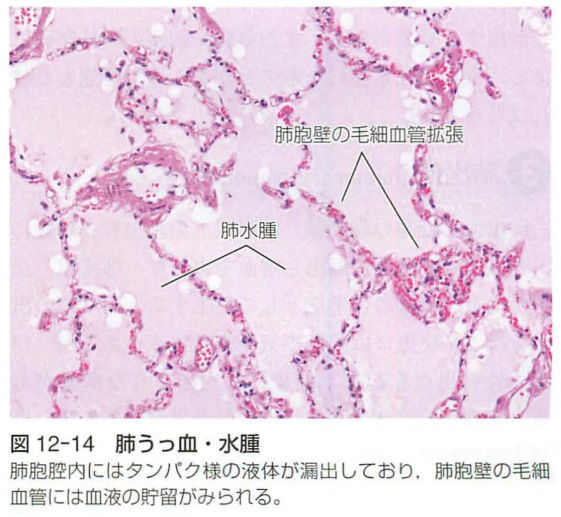 肺胞壁の毛細血管拡張
肺水腫
図 12-14　肺うっ血・水腫
肺胞腔内にはタンパク様の液体が漏出しており，肺胞壁の毛細
血管には血液の貯留がみられる。